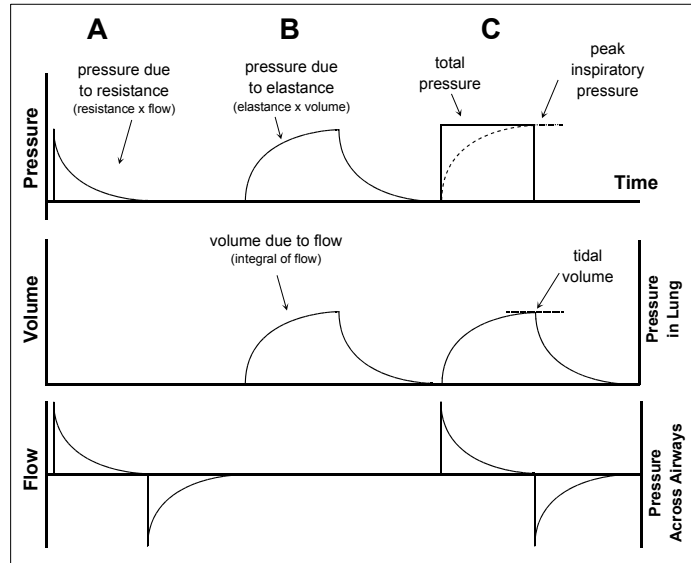 A
B
C
pressure due
to resistance
(resistance x flow)
pressure due
to elastance
(elastance x volume)
total
pressure
peak
inspiratory
pressure
Pressure
Time
volume due to flow
(integral of flow)
tidal
volume
Volume
Pressure
in Lung
Flow
Pressure
Across Airways